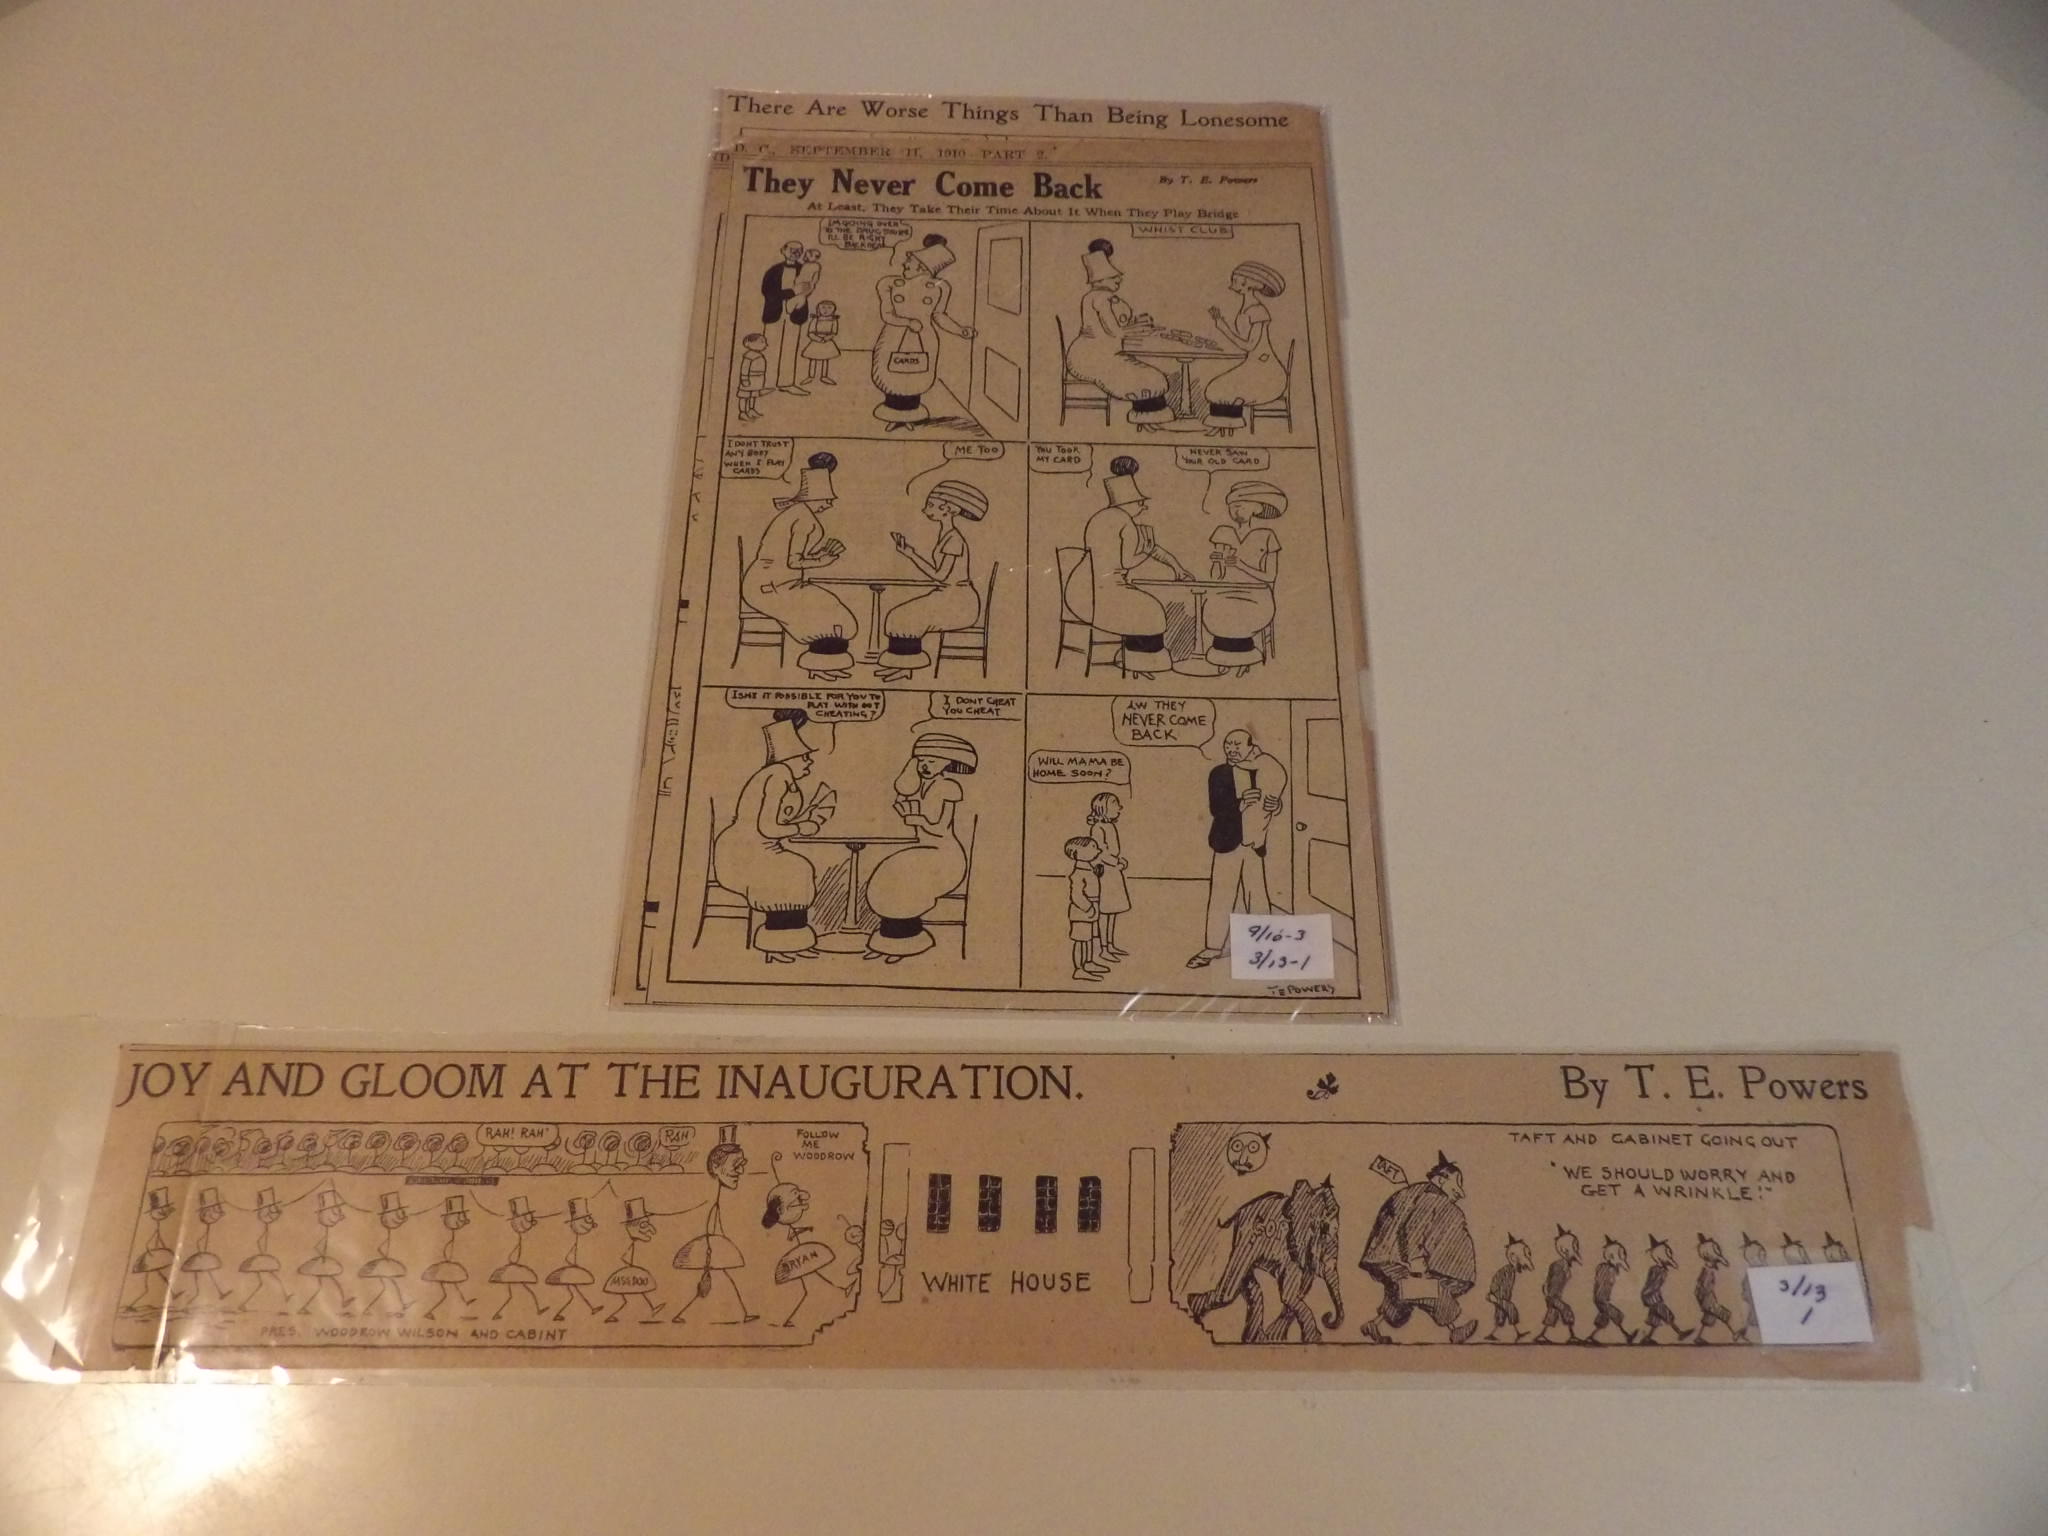 There Are Worse Things Than Being Lonesome
D. C., SEPTEMBER 11, 1910 PART 2.
They Never Come Back
By T. E. Powers
At Least, They Take Their Time About It When They Play Bridge
I'M GOING OVER
TO THE DRUG STORE
I'LL BE RIGHT
BACK
CARDS
WHIST CLUB
I DONT TRUST
ANY BODY
WHEN I PLAY
CARDS
ME TOO
YOU TOOK
MY CARD
NEVER SAW
YOUR OLD CARD
ISNT IT POSSIBLE FOR YOU TO
PLAY WITH OUT
CHEATING?
I DONT CHEAT
YOU CHEAT
WILL MAMA BE
HOME SOON?
AW THEY
NEVER COME
BACK
9/10-3
3/13-1
T E POWERS
JOY AND GLOOM AT THE INAUGURATION.
By T. E. Powers
RAH! RAH!
RAH
FOLLOW
ME
WOODROW
BRYAN
PRES. WOODROW WILSON AND CABINT
WHITE HOUSE
TAFT AND CABINET GOING OUT
"WE SHOULD WORRY AND
GET A WRINKLE!"
TAFT
GOP
3/13
1